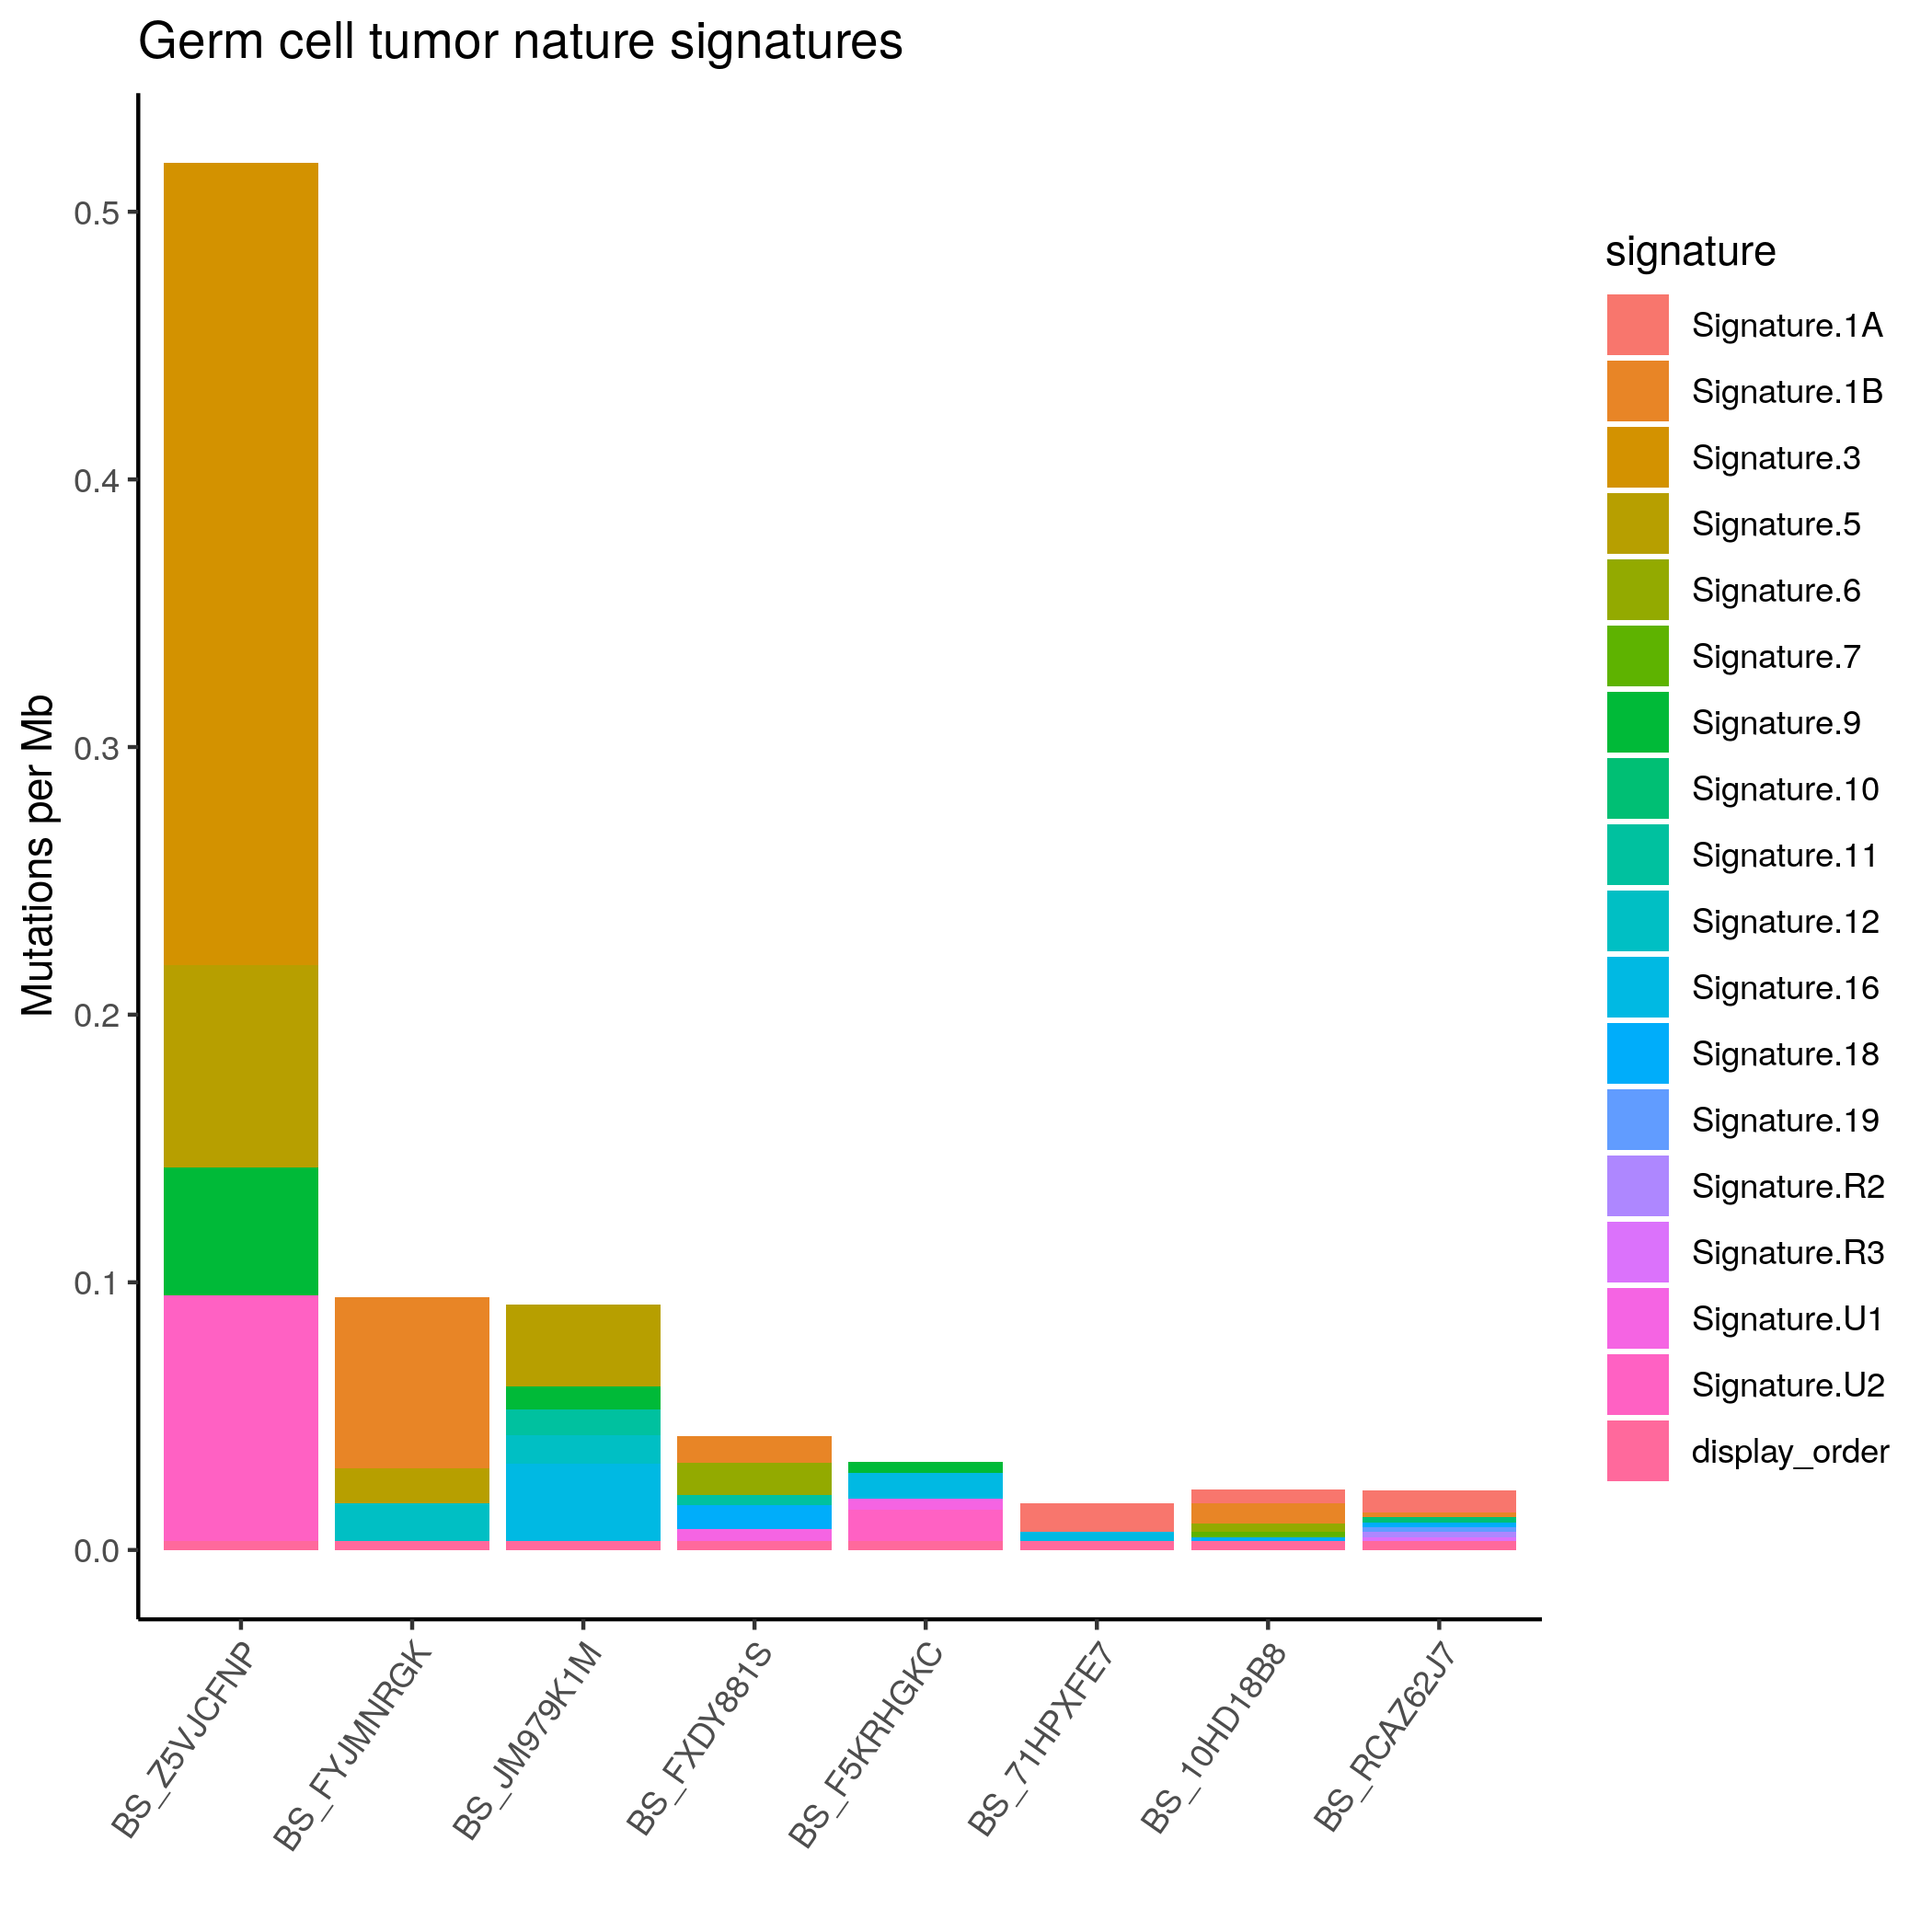 Germ cell tumor nature signatures
Mutations per Mb
0.5
0.4
0.3
0.2
0.1
0.0
BS_Z5VJCFNP
BS_FYJMNRGK
BS_JM979K1M
BS_FXDY881S
BS_F5KRHGKC
BS_71HPXFE7
BS_10HD18B8
BS_RCAZ62J7
signature
Signature.1A
Signature.1B
Signature.3
Signature.5
Signature.6
Signature.7
Signature.9
Signature.10
Signature.11
Signature.12
Signature.16
Signature.18
Signature.19
Signature.R2
Signature.R3
Signature.U1
Signature.U2
display_order